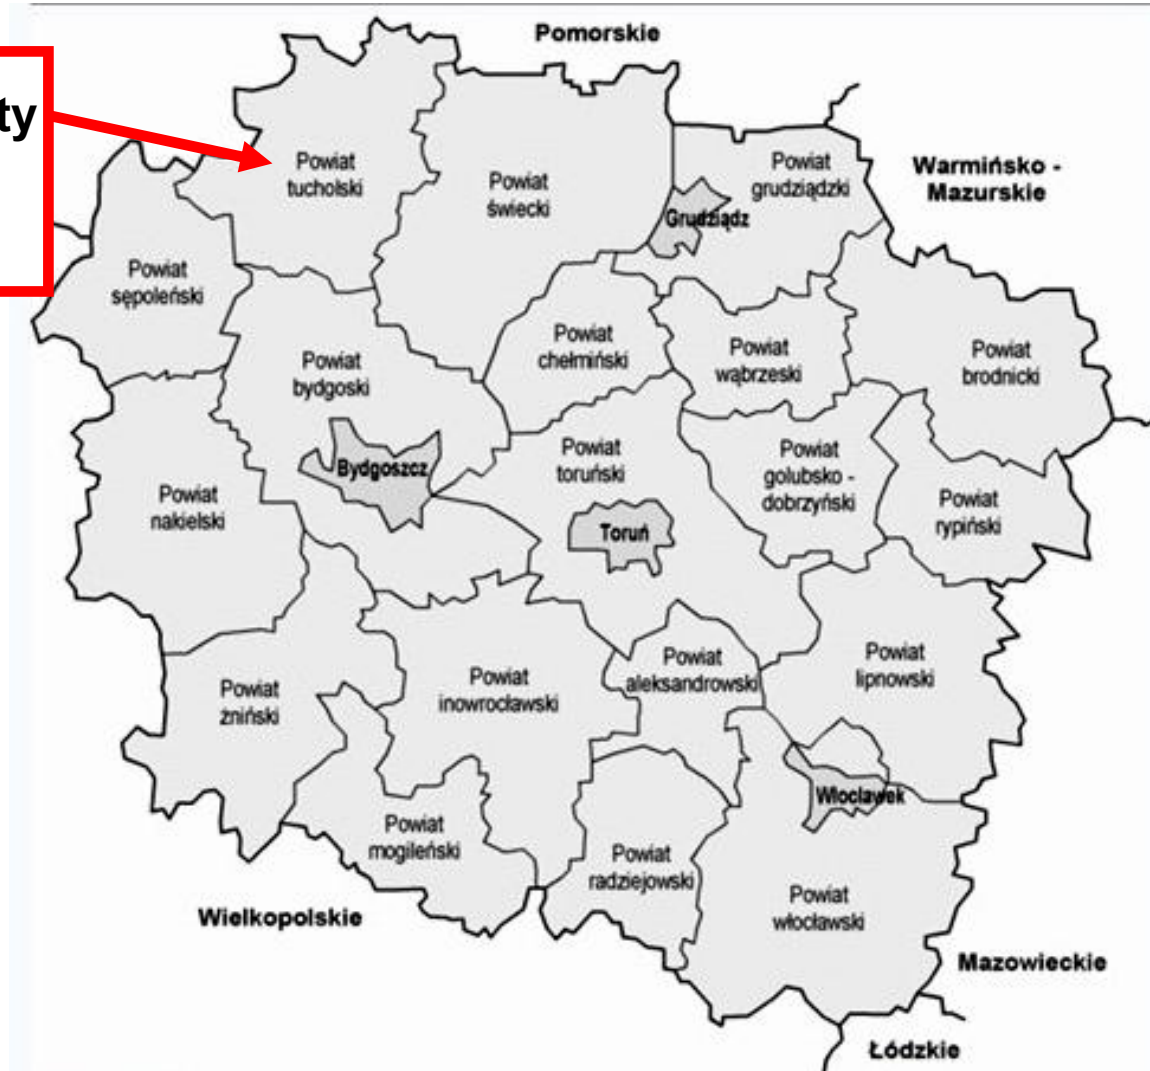 Pomorskie
ty
Powiat
tucholski
Powiat
świecki
Powiat
grudziądzki
Warmińsko -
Mazurskie
Grudziądz
Powiat
sępoleński
Powiat
chełmiński
Powiat
wąbrzeski
Powiat
brodnicki
Powiat
bydgoski
Bydgoszcz
Powiat
toruński
Powiat
golubsko -
dobrzyński
Powiat
nakielski
Powiat
rypiński
Toruń
Powiat
żniński
Powiat
inowrocławski
Powiat
aleksandrowski
Powiat
lipnowski
Włocławek
Powiat
mogileński
Powiat
radziejowski
Powiat
włocławski
Wielkopolskie
Mazowieckie
Łódzkie